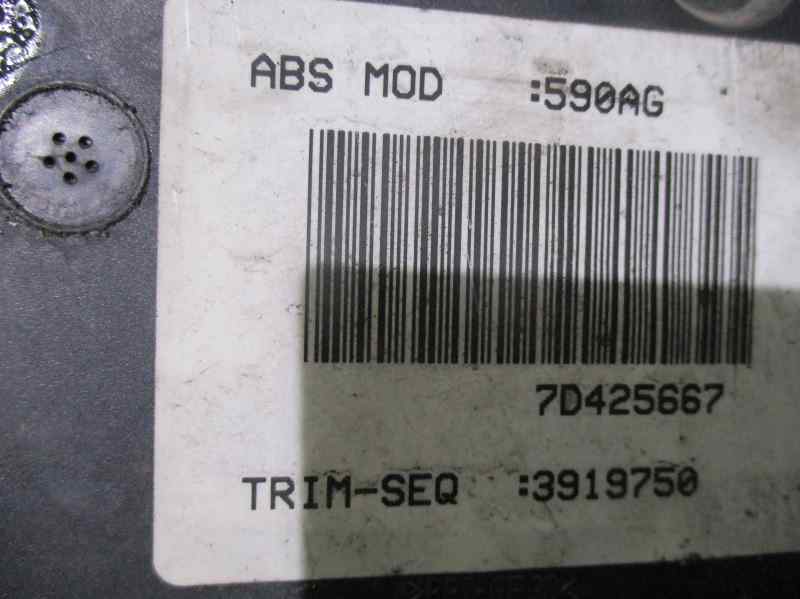 ABS MOD :590AG
7D425667
TRIM-SEQ :3919750